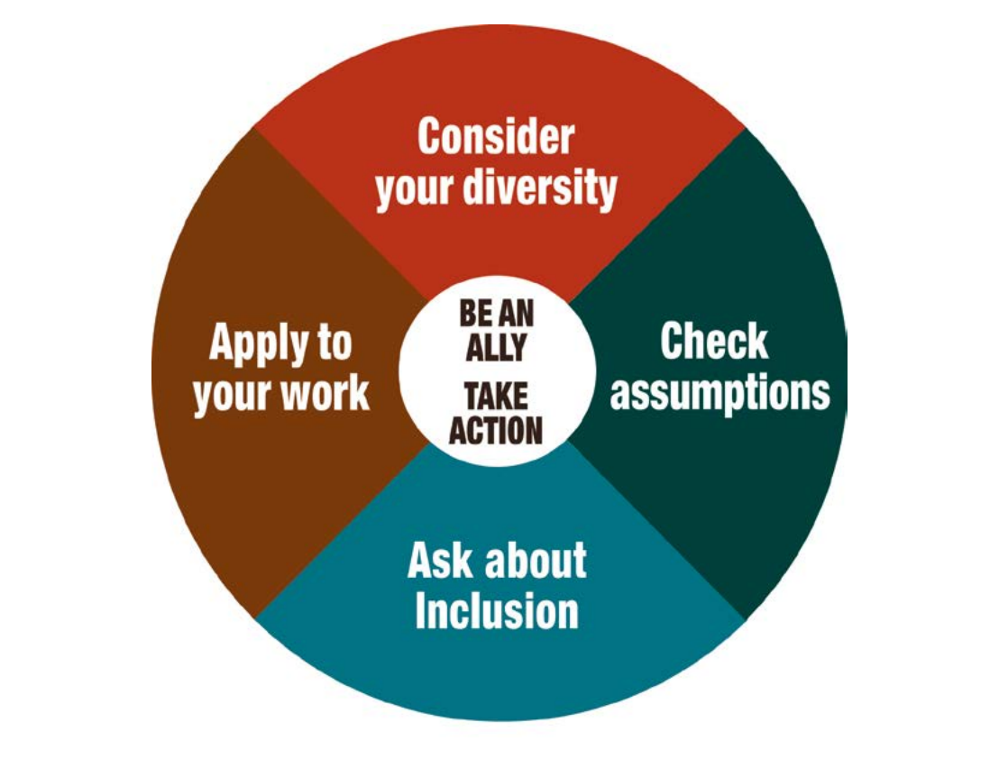 Consider
your diversity
Check
assumptions
Ask about
Inclusion
Apply to
your work
BE AN
ALLY
TAKE
ACTION